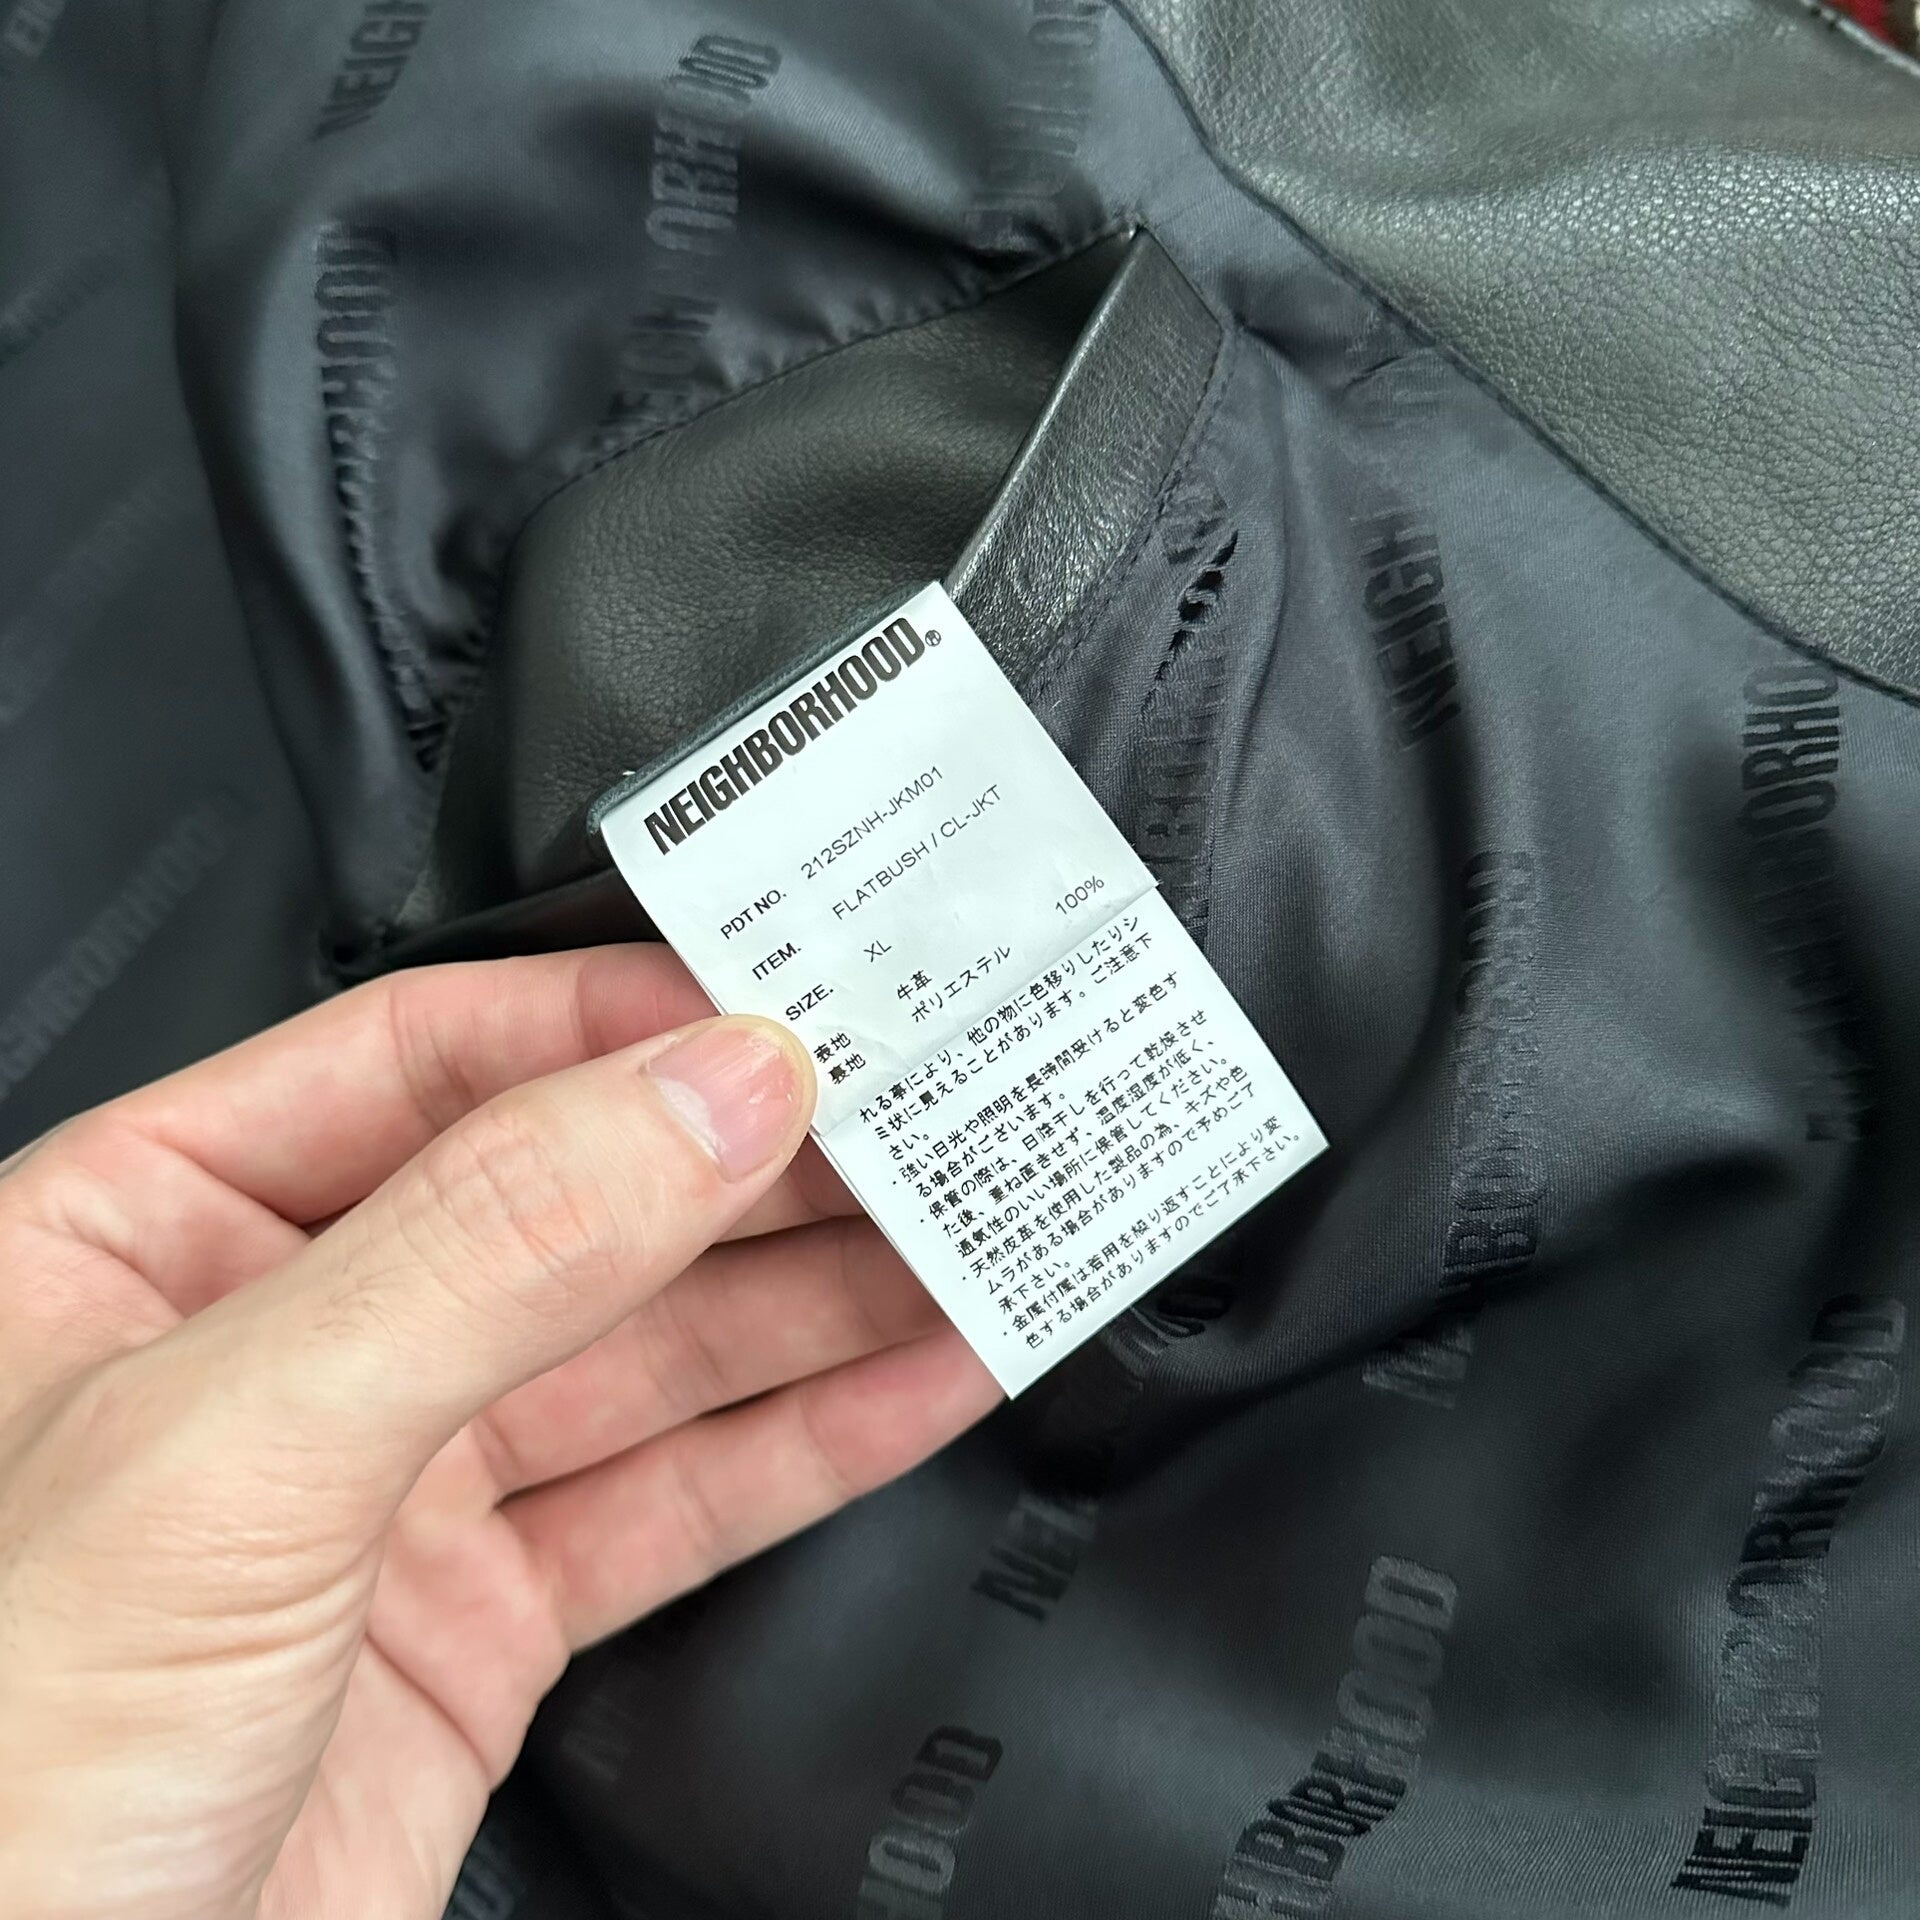 NEIGHBORHOOD®
PDT NO. 212SZNH-JKM01
ITEM. FLATBUSH / CL-JKT
SIZE. XL
表地 牛革
裏地 ポリエステル 100%
れる事により、他の物に色移りしたりシ
ミ状に見えることがあります。ご注意下
さい。
・強い日光や照明を長時間受けると変色す
る場合がございます。
・保管の際は、日陰干しを行って乾燥させ
た後、重ね置きせず、温度湿度が低く、
通気性のいい場所に保管してください。
・天然皮革を使用した製品の為、キズや色
ムラがある場合がありますので予めご了
承下さい。
・金属付属は着用を繰り返すことにより変
色する場合がありますのでご了承下さい。
NEIGHBORHOOD
NEIGHBORHOOD
NEIGHBORHOOD